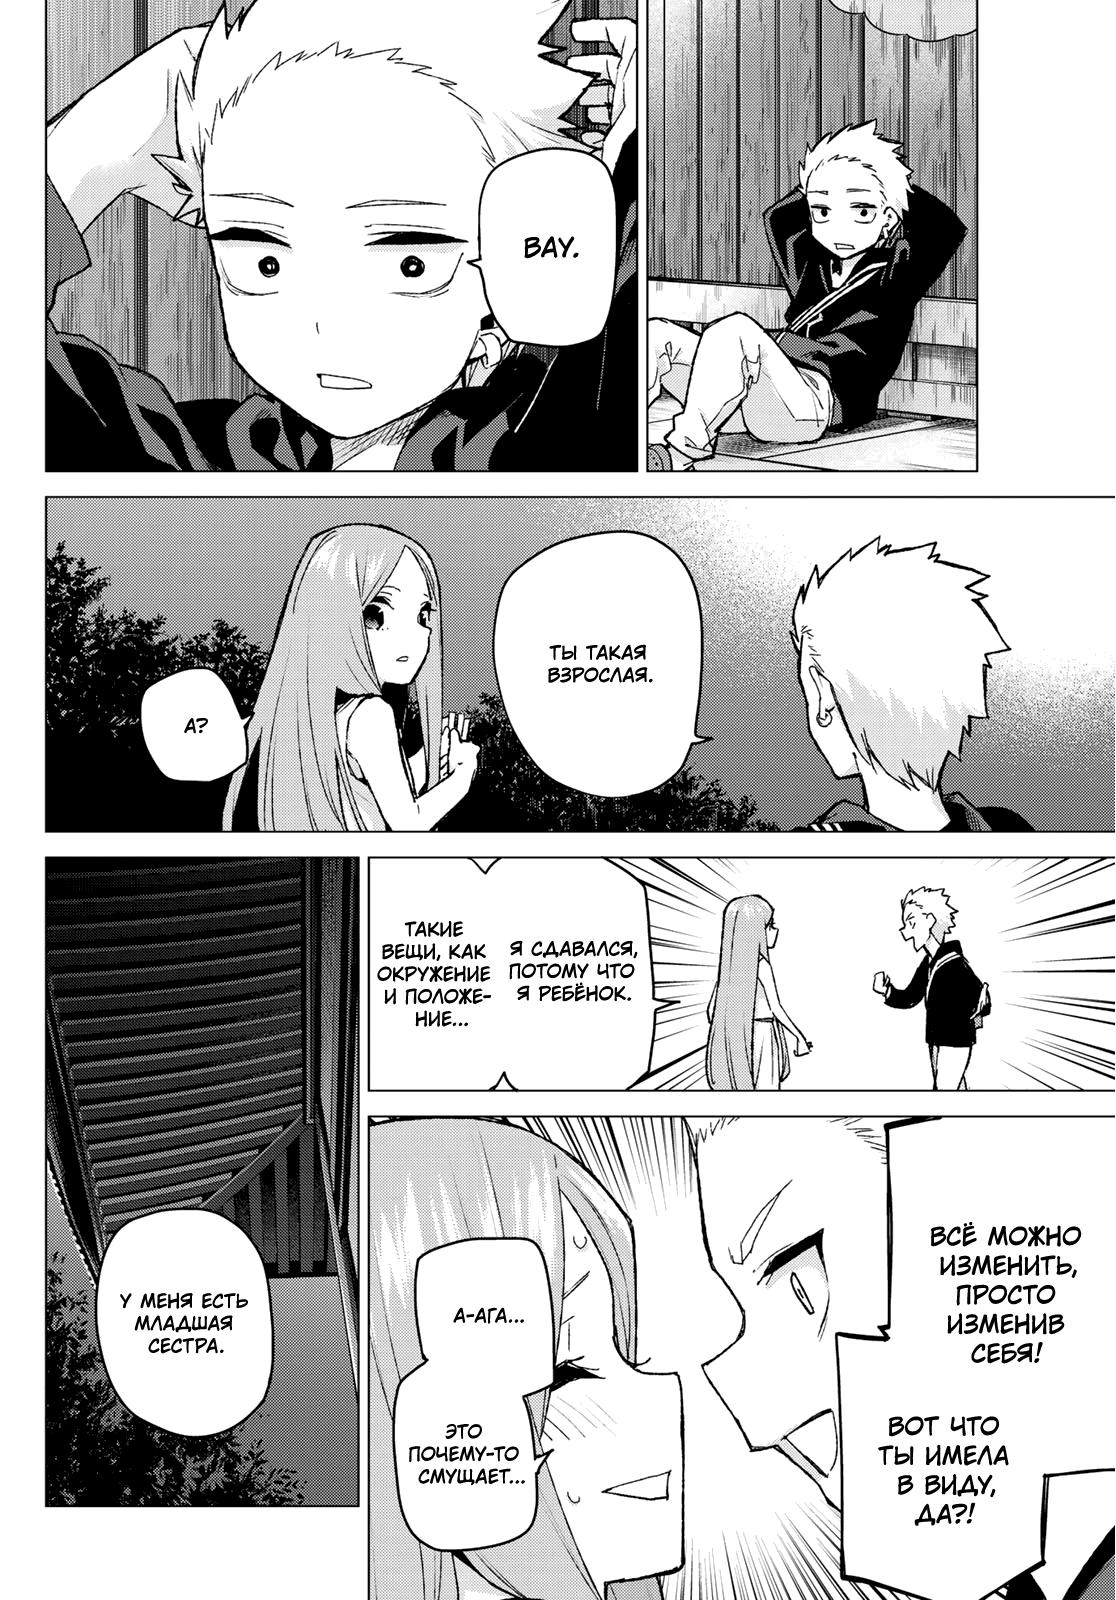 ВАУ.
ТЫ ТАКАЯ
ВЗРОСЛАЯ.
А?
Я СДАВАЛСЯ,
ПОТОМУ ЧТО
Я РЕБЁНОК.
ТАКИЕ
ВЕЩИ, КАК
ОКРУЖЕНИЕ
И ПОЛОЖЕ-
НИЕ...
ВСЁ МОЖНО
ИЗМЕНИТЬ,
ПРОСТО
ИЗМЕНИВ
СЕБЯ!
ВОТ ЧТО
ТЫ ИМЕЛА
В ВИДУ,
ДА?!
А-АГА...
ЭТО
ПОЧЕМУ-ТО
СМУЩАЕТ...
У МЕНЯ ЕСТЬ
МЛАДШАЯ
СЕСТРА.